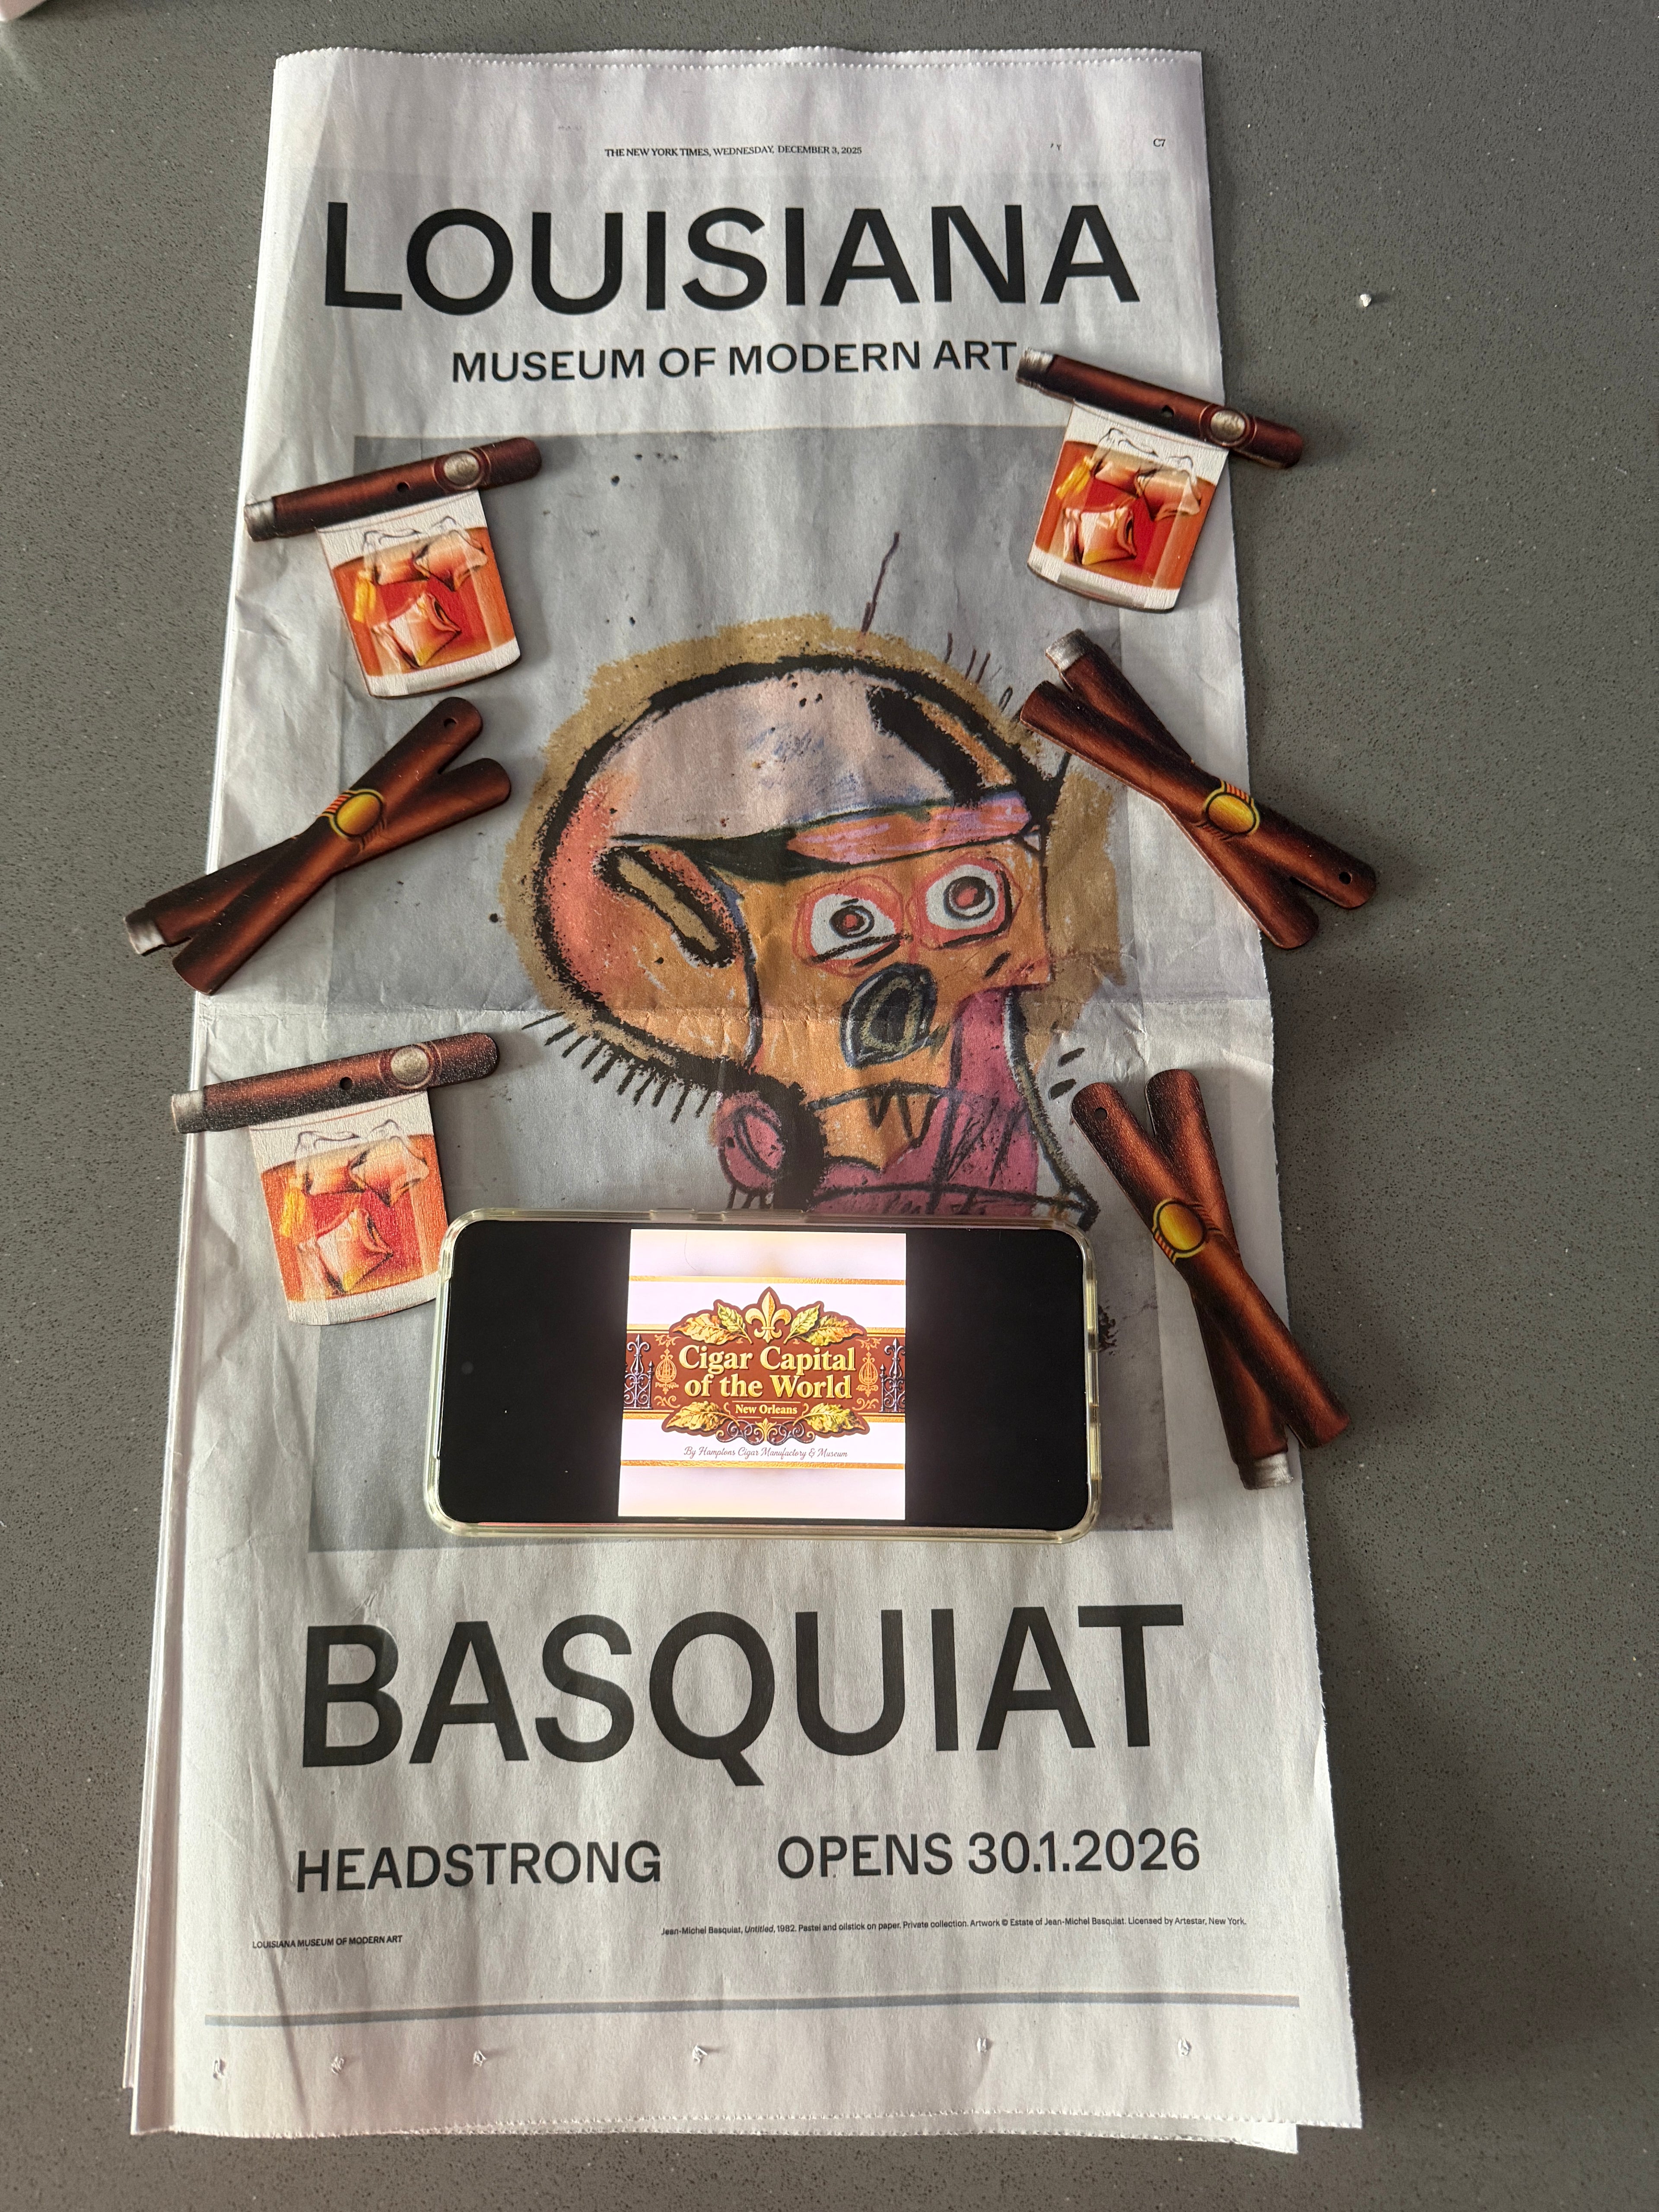 THE NEW YORK TIMES, WEDNESDAY, DECEMBER 3, 2025
C7
LOUISIANA
MUSEUM OF MODERN ART
Cigar Capital
of the World
New Orleans
By Hamptons Cigar Manufactory & Museum
BASQUIAT
HEADSTRONG
OPENS 30.1.2026
Jean-Michel Basquiat, Untitled, 1982. Pastel and oilstick on paper. Private collection. Artwork © Estate of Jean-Michel Basquiat. Licensed by Artestar, New York.
LOUISIANA MUSEUM OF MODERN ART